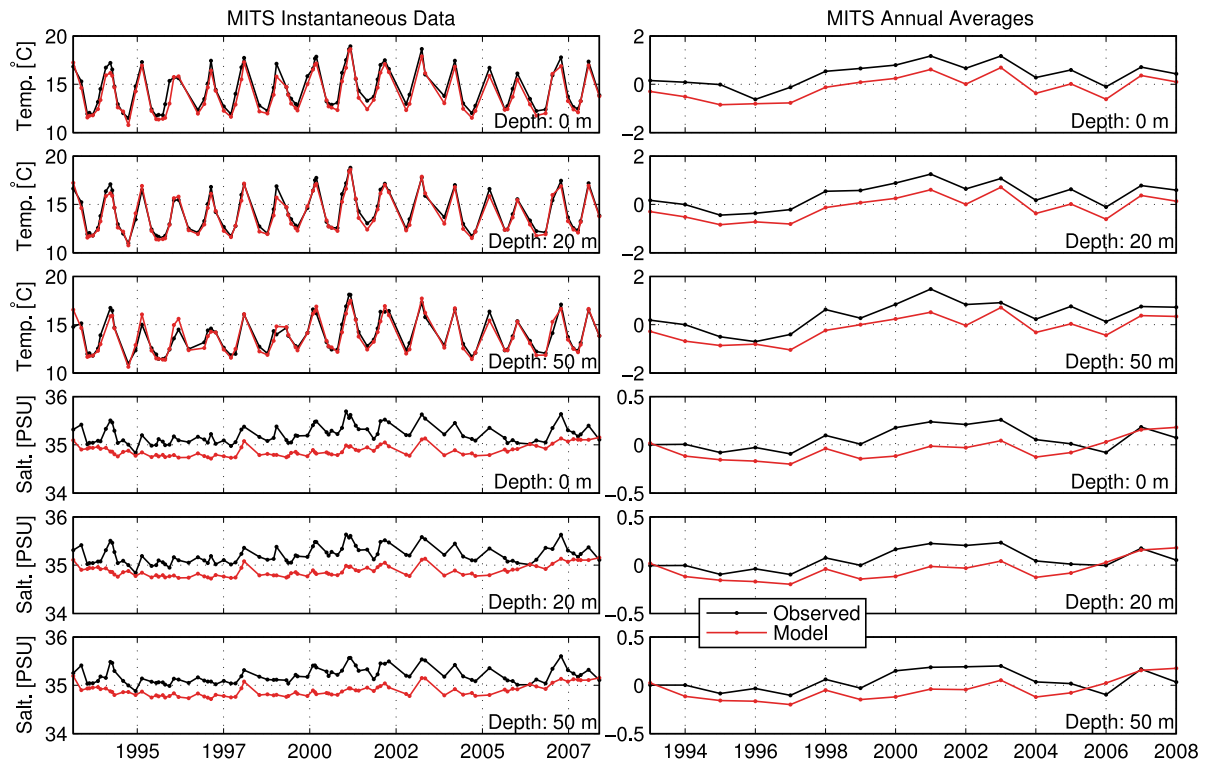 MITS Instantaneous Data
MITS Annual Averages
20
15
10
Temp. [°C]
Depth: 0 m
2
0
−2
Depth: 0 m
20
15
10
Temp. [°C]
Depth: 20 m
2
0
−2
Depth: 20 m
20
15
10
Temp. [°C]
Depth: 50 m
2
0
−2
Depth: 50 m
36
35
34
Salt. [PSU]
Depth: 0 m
0.5
0
−0.5
Depth: 0 m
36
35
34
Salt. [PSU]
Depth: 20 m
0.5
0
−0.5
Depth: 20 m
Observed
Model
36
35
34
Salt. [PSU]
Depth: 50 m
0.5
0
−0.5
Depth: 50 m
1995 1997 2000 2002 2005 2007
1994 1996 1998 2000 2002 2004 2006 2008